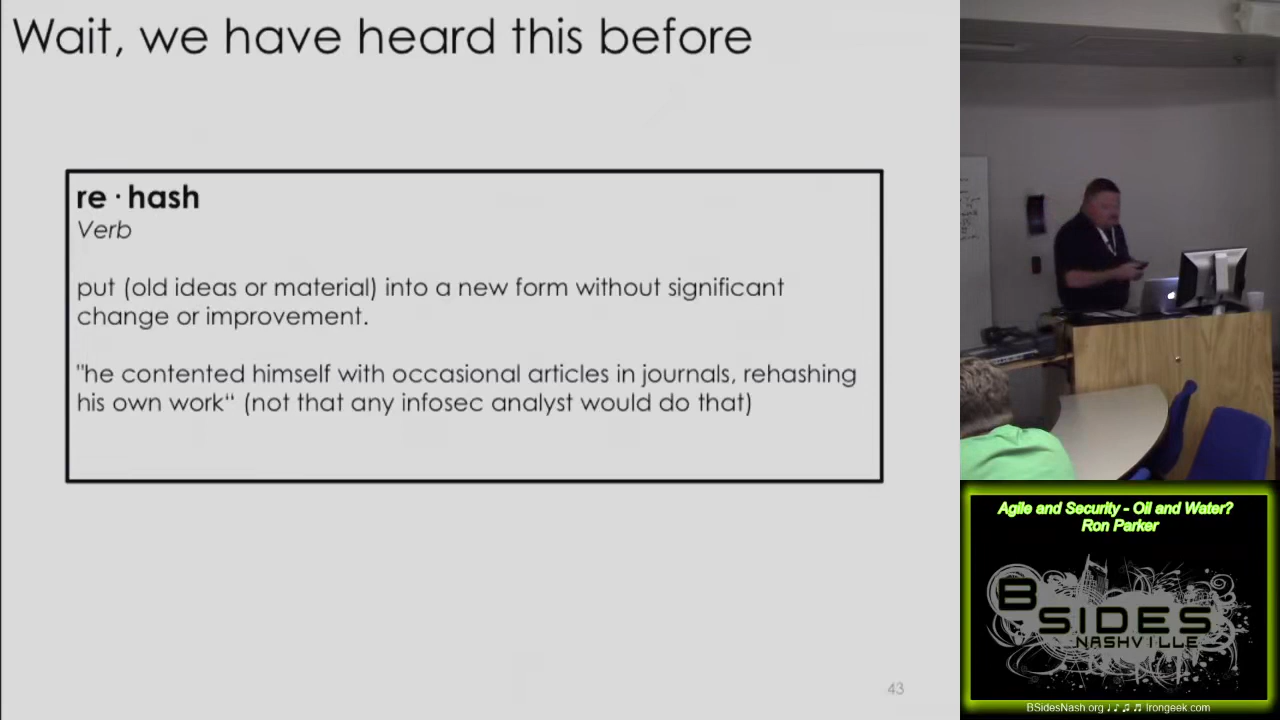 Wait, we have heard this before
re · hash
Verb
put (old ideas or material) into a new form without significant
change or improvement.
"he contented himself with occasional articles in journals, rehashing
his own work“ (not that any infosec analyst would do that)
43
Agile and Security - Oil and Water?
Ron Parker
BSIDES
NASHVILLE
BSidesNash.org ♩♪♫♬ Irongeek.com